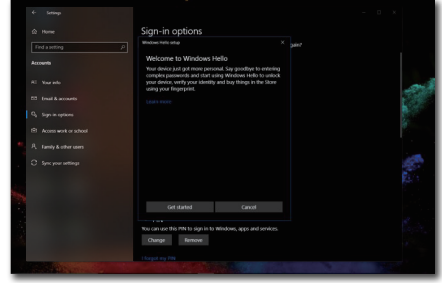 Settings
Home
Find a setting
Accounts
Your info
Email & accounts
Sign-in options
Access work or school
Family & other users
Sync your settings
Sign-in options
again?
Windows Hello setup
Welcome to Windows Hello
Your device just got more personal. Say goodbye to entering
complex passwords and start using Windows Hello to unlock
your device, verify your identity and buy things in the Store
using your fingerprint.
Learn more
Get started
Cancel
You can use this PIN to sign in to Windows, apps and services.
Change
Remove
I forgot my PIN